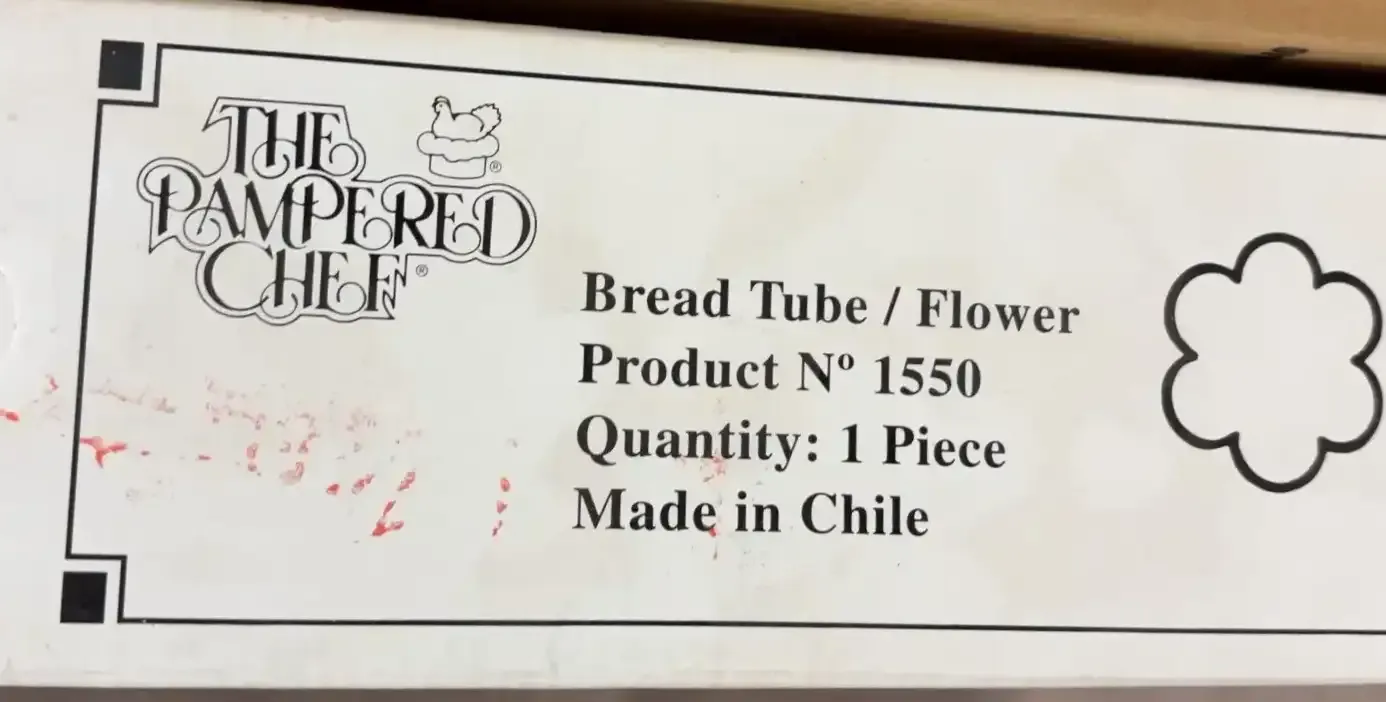 THE
PAMPERED
CHEF®
®
Bread Tube / Flower
Product Nº 1550
Quantity: 1 Piece
Made in Chile